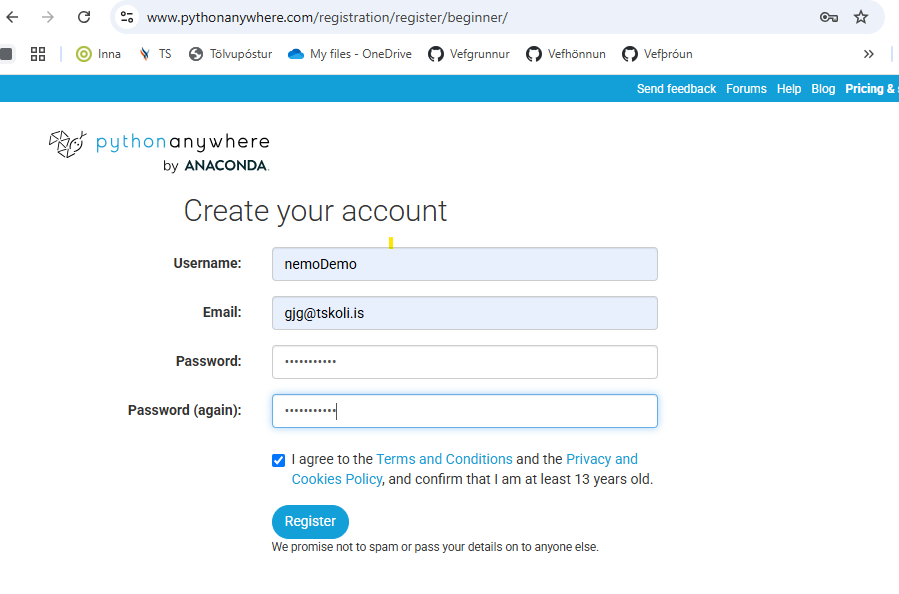 www.pythonanywhere.com/registration/register/beginner/
Inna TS Tölvupóstur My files - OneDrive Vefgrunnur Vefhönnun Vefþróun »
Send feedback Forums Help Blog Pricing &
pythonanywhere
by ANACONDA.
Create your account
Username: nemoDemo
Email: gjg@tskoli.is
Password: •••••••••••
Password (again): •••••••••••
I agree to the Terms and Conditions and the Privacy and
Cookies Policy, and confirm that I am at least 13 years old.
Register
We promise not to spam or pass your details on to anyone else.